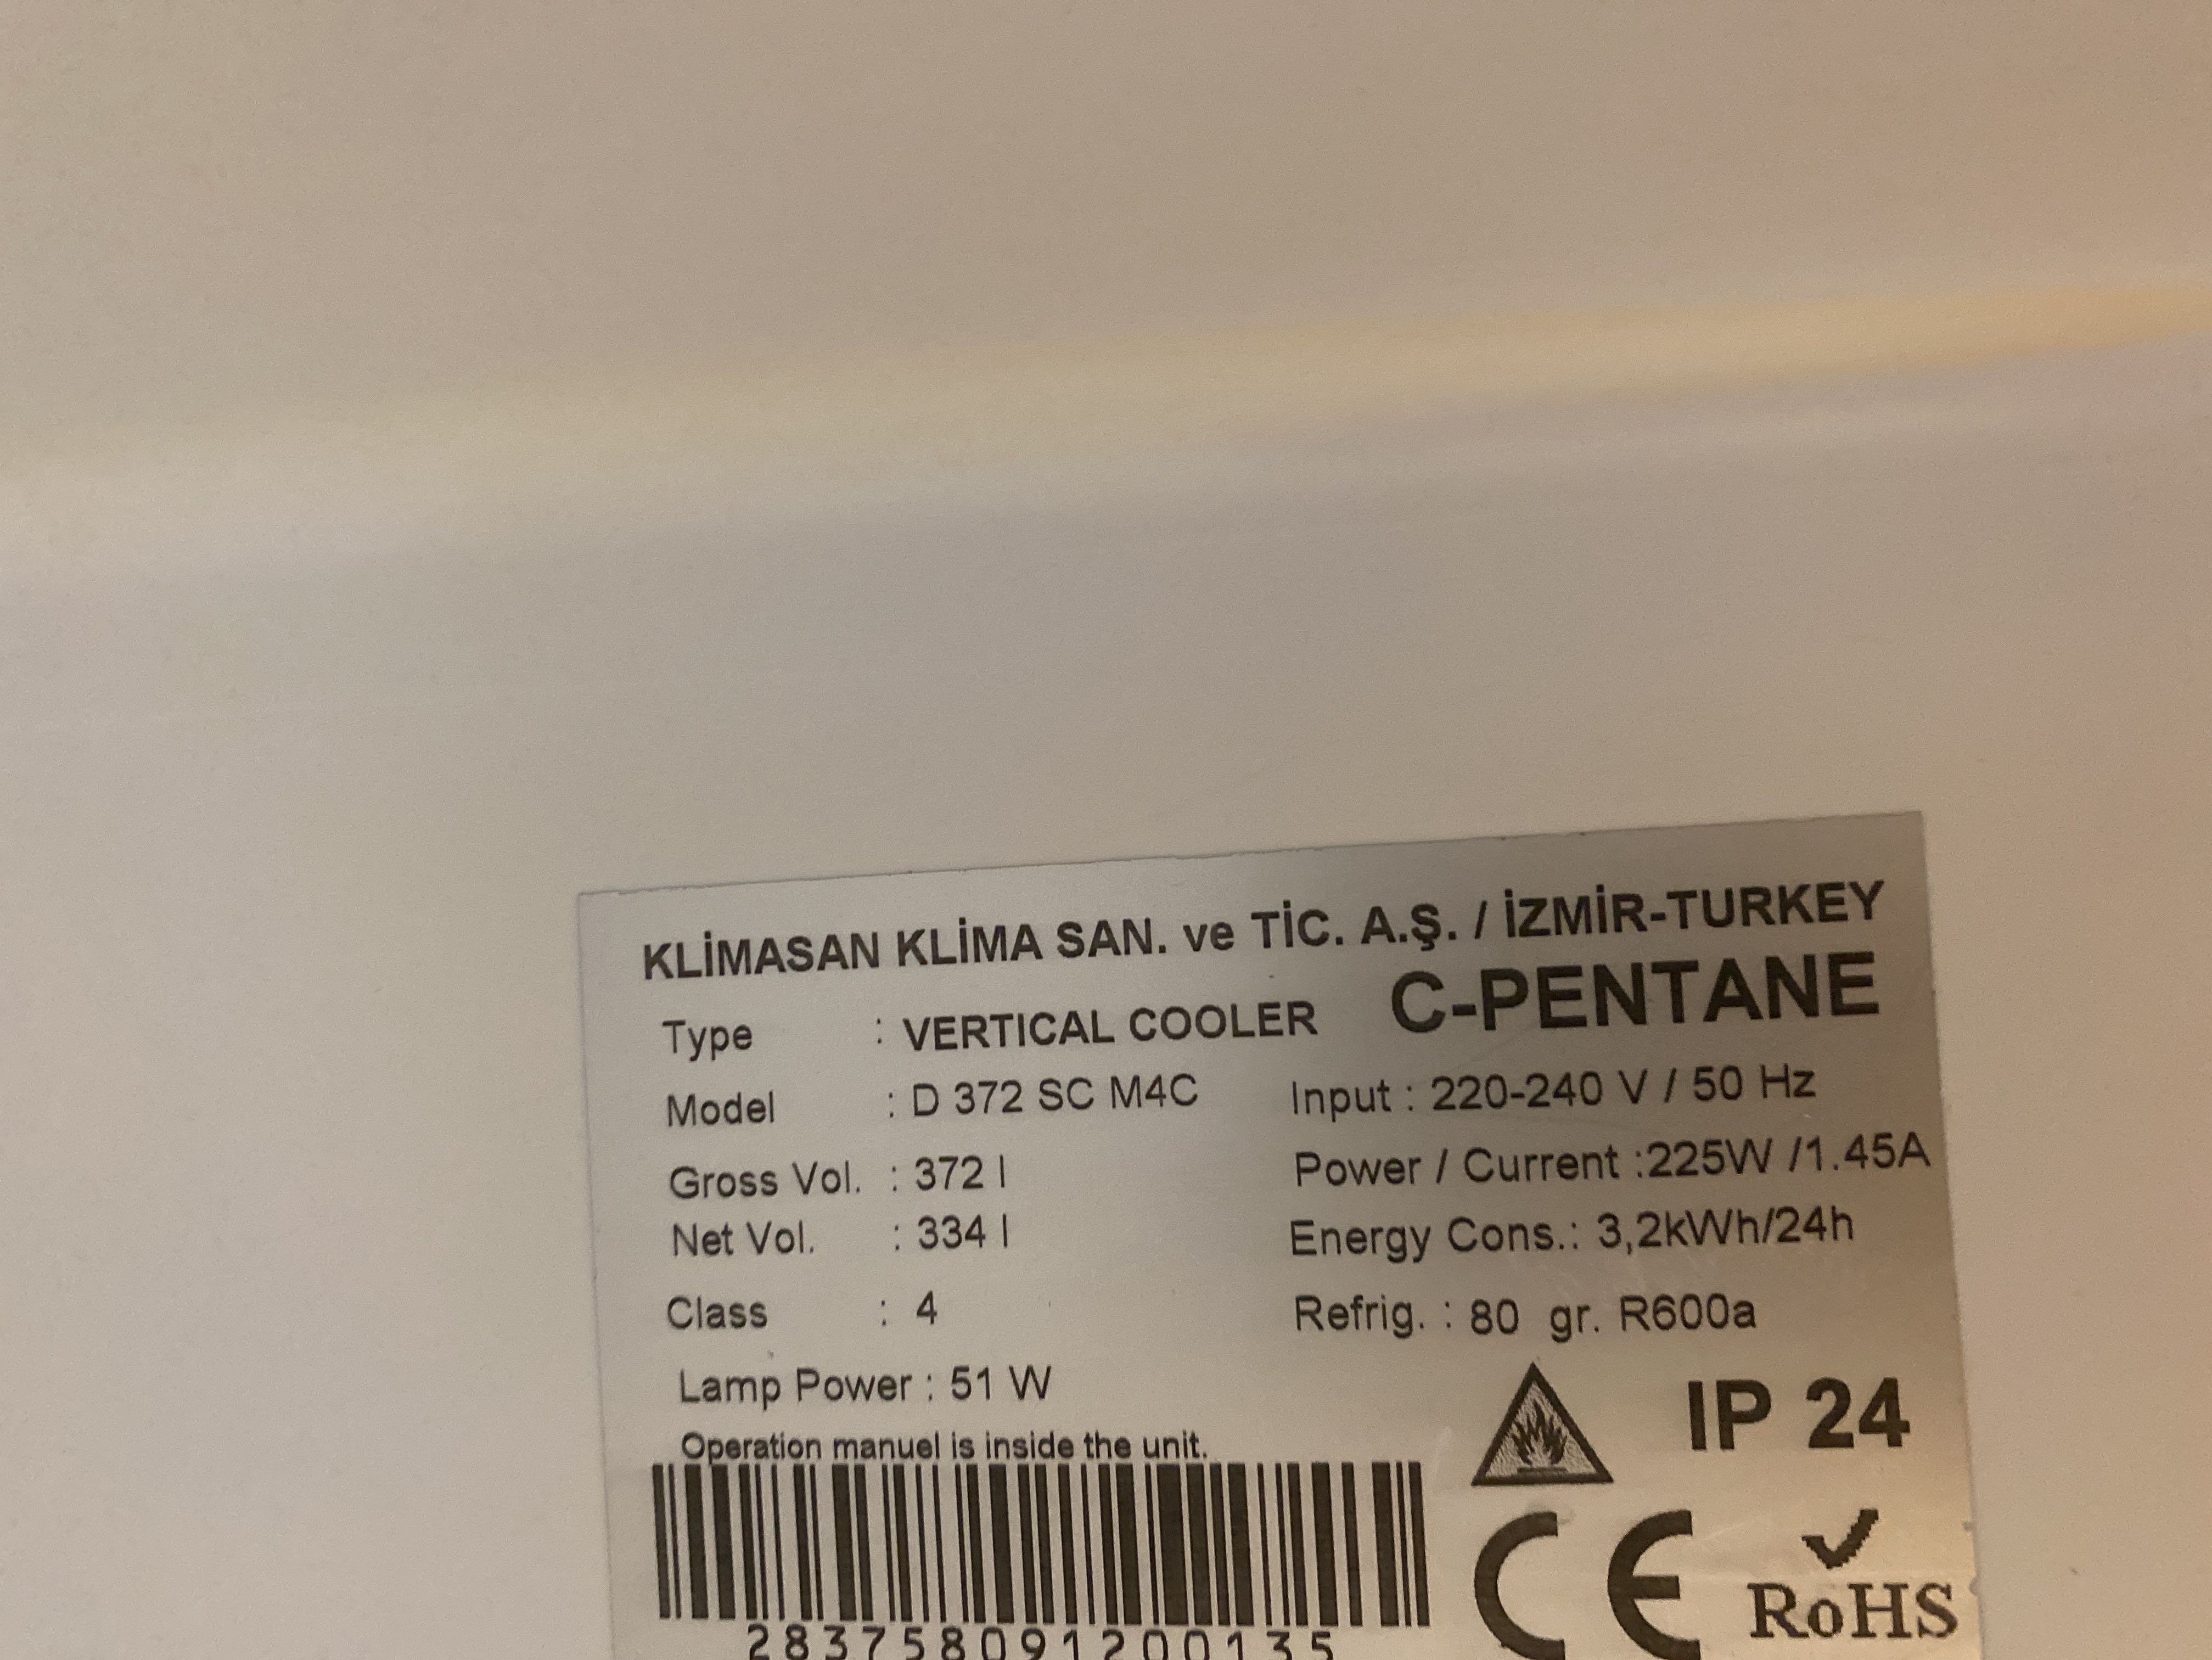 KLİMASAN KLİMA SAN. ve TİC. A.Ş. / İZMİR-TURKEY
C-PENTANE
Type : VERTICAL COOLER
Model : D 372 SC M4C Input : 220-240 V / 50 Hz
Gross Vol. : 372 l Power / Current :225W /1.45A
Net Vol. : 334 l Energy Cons.: 3,2kWh/24h
Class : 4 Refrig. : 80 gr. R600a
Lamp Power : 51 W
IP 24
Operation manuel is inside the unit.
283758091200135
CE
RoHS